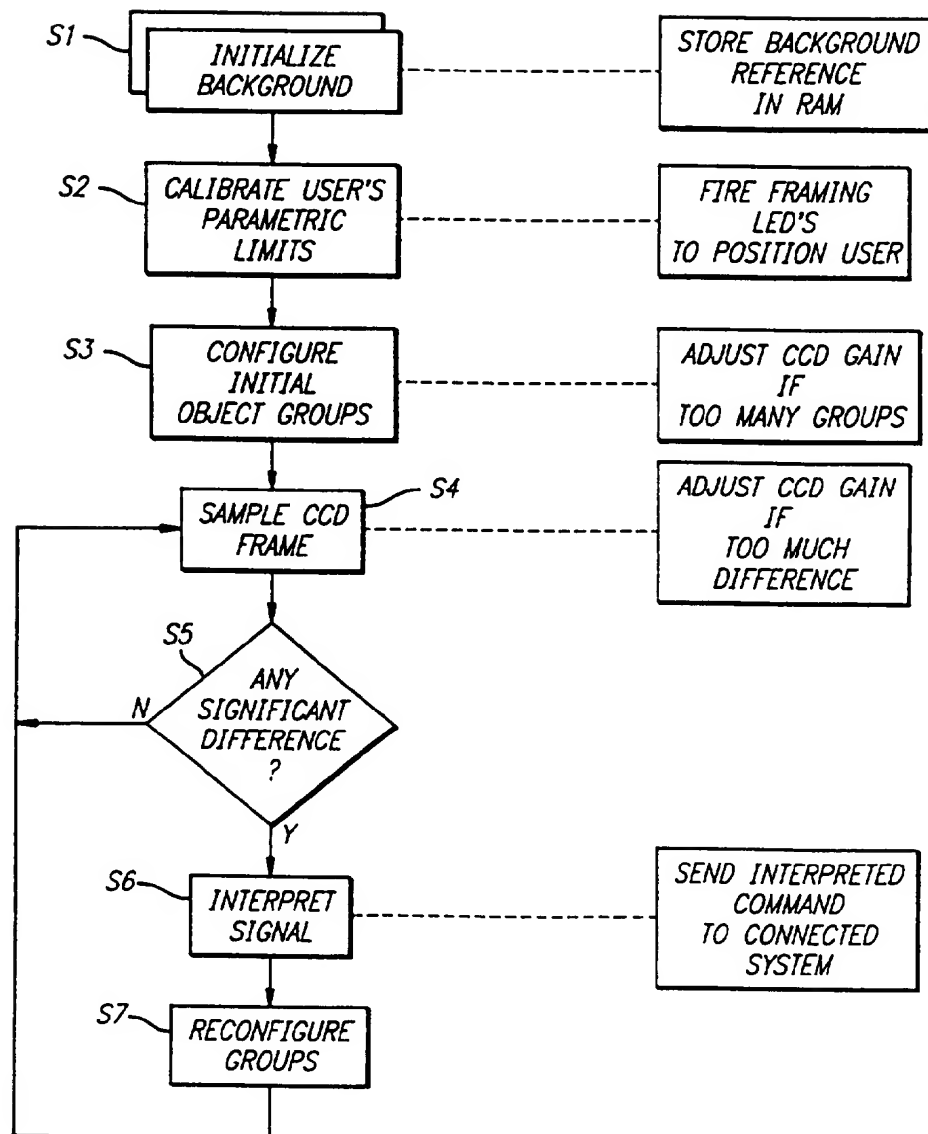 S1
INITIALIZE
BACKGROUND
STORE BACKGROUND
REFERENCE
IN RAM
S2
CALIBRATE USER'S
PARAMETRIC
LIMITS
FIRE FRAMING
LED'S
TO POSITION USER
S3
CONFIGURE
INITIAL
OBJECT GROUPS
ADJUST CCD GAIN
IF
TOO MANY GROUPS
S4
SAMPLE CCD
FRAME
ADJUST CCD GAIN
IF
TOO MUCH
DIFFERENCE
S5
ANY
SIGNIFICANT
DIFFERENCE
?
N
Y
S6
INTERPRET
SIGNAL
SEND INTERPRETED
COMMAND
TO CONNECTED
SYSTEM
S7
RECONFIGURE
GROUPS